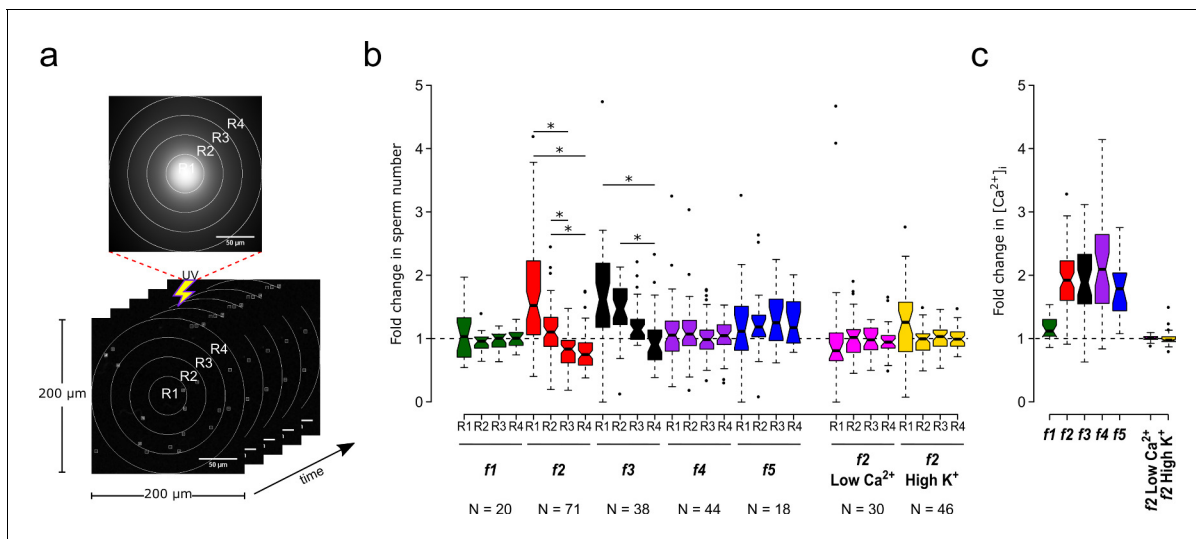 a
R4
R3
R2
R1
50 µm
UV
R4
R3
R2
R1
50 µm
200 µm
200 µm
time
b
Fold change in sperm number
5
4
3
2
1
0
* * * * * *
R1 R2 R3 R4 R1 R2 R3 R4 R1 R2 R3 R4 R1 R2 R3 R4 R1 R2 R3 R4 R1 R2 R3 R4 R1 R2 R3 R4
f1 f2 f3 f4 f5 f2 f2
Low Ca²⁺ High K⁺
N = 20 N = 71 N = 38 N = 44 N = 18 N = 30 N = 46
c
Fold change in [Ca²⁺]i
5
4
3
2
1
0
f1 f2 f3 f4 f5
f2 Low Ca²⁺
f2 High K⁺